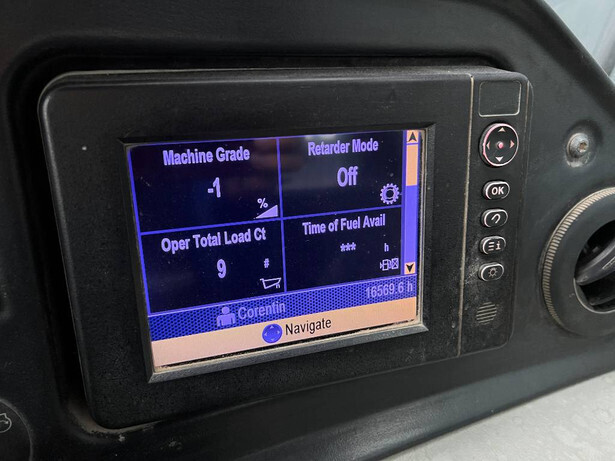 Machine Grade
-1
%
Retarder Mode
Off
Oper Total Load Ct
9
#
Time of Fuel Avail
***
h
Corentin
16569.6 h
Navigate
OK
i